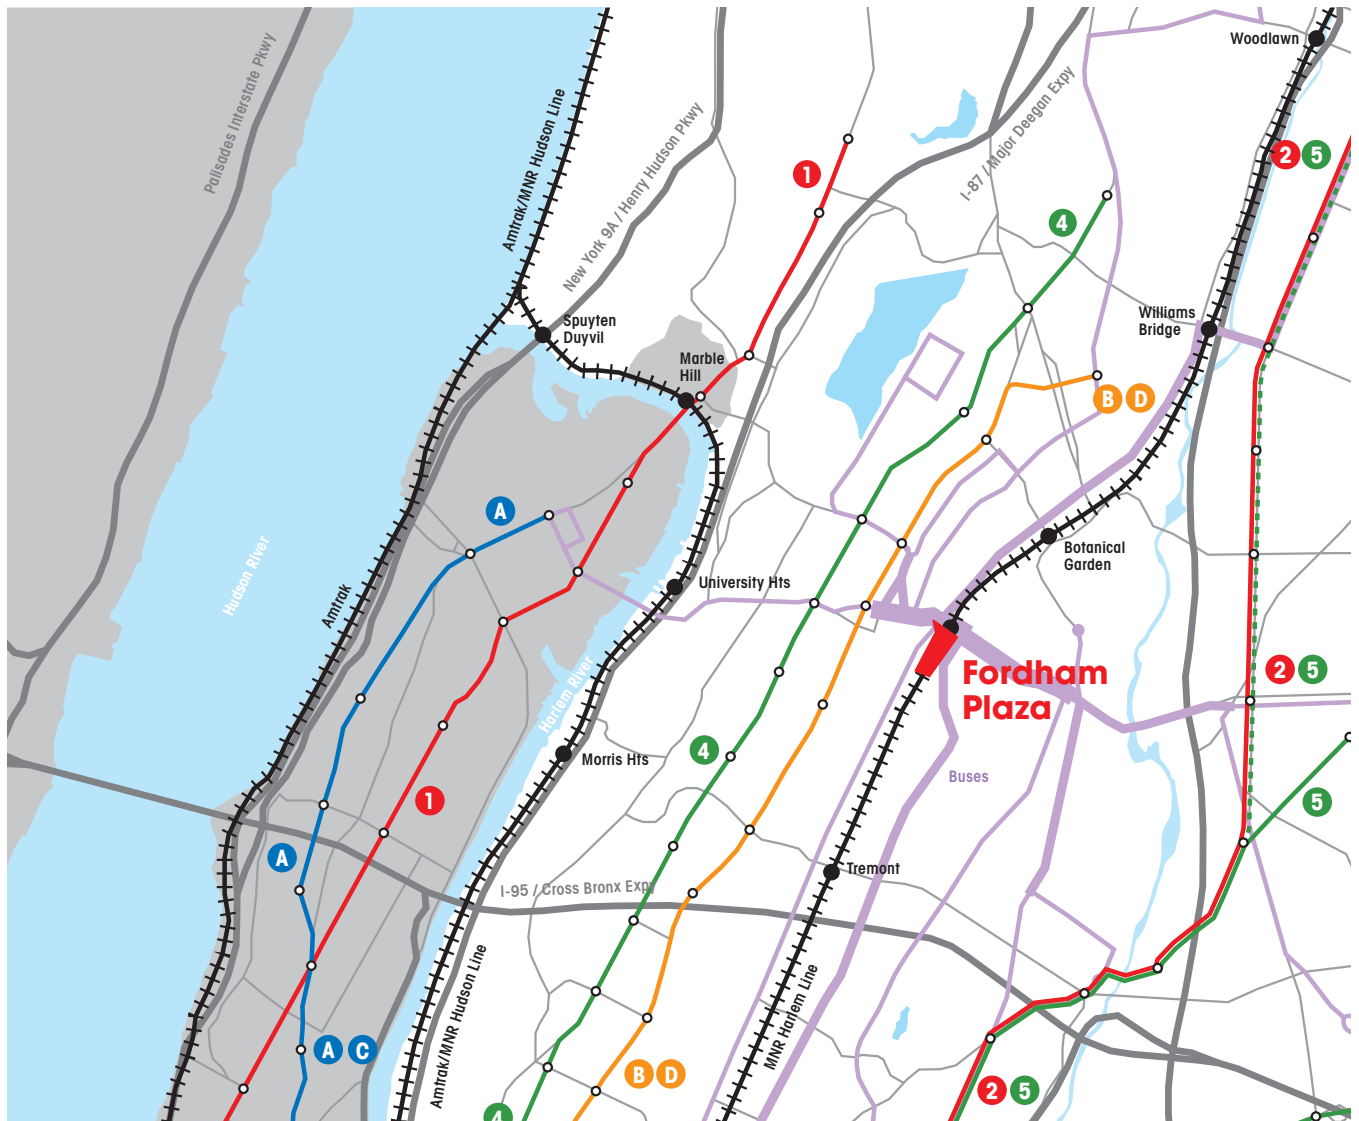 Woodlawn
Palisades Interstate Pkwy
Amtrak/MNR Hudson Line
New York 9A / Henry Hudson Pkwy
I-87 / Major Deegan Expy
2 5
1
4
Williams
Bridge
Spuyten
Duyvil
Marble
Hill
B D
A
Botanical
Garden
Hudson River
Amtrak
University Hts
Harlem River
Fordham
Plaza
2 5
4
Morris Hts
Buses
1
5
A
Tremont
I-95 / Cross Bronx Expy
Amtrak/MNR Hudson Line
MNR Harlem Line
A C
B D
2 5
4